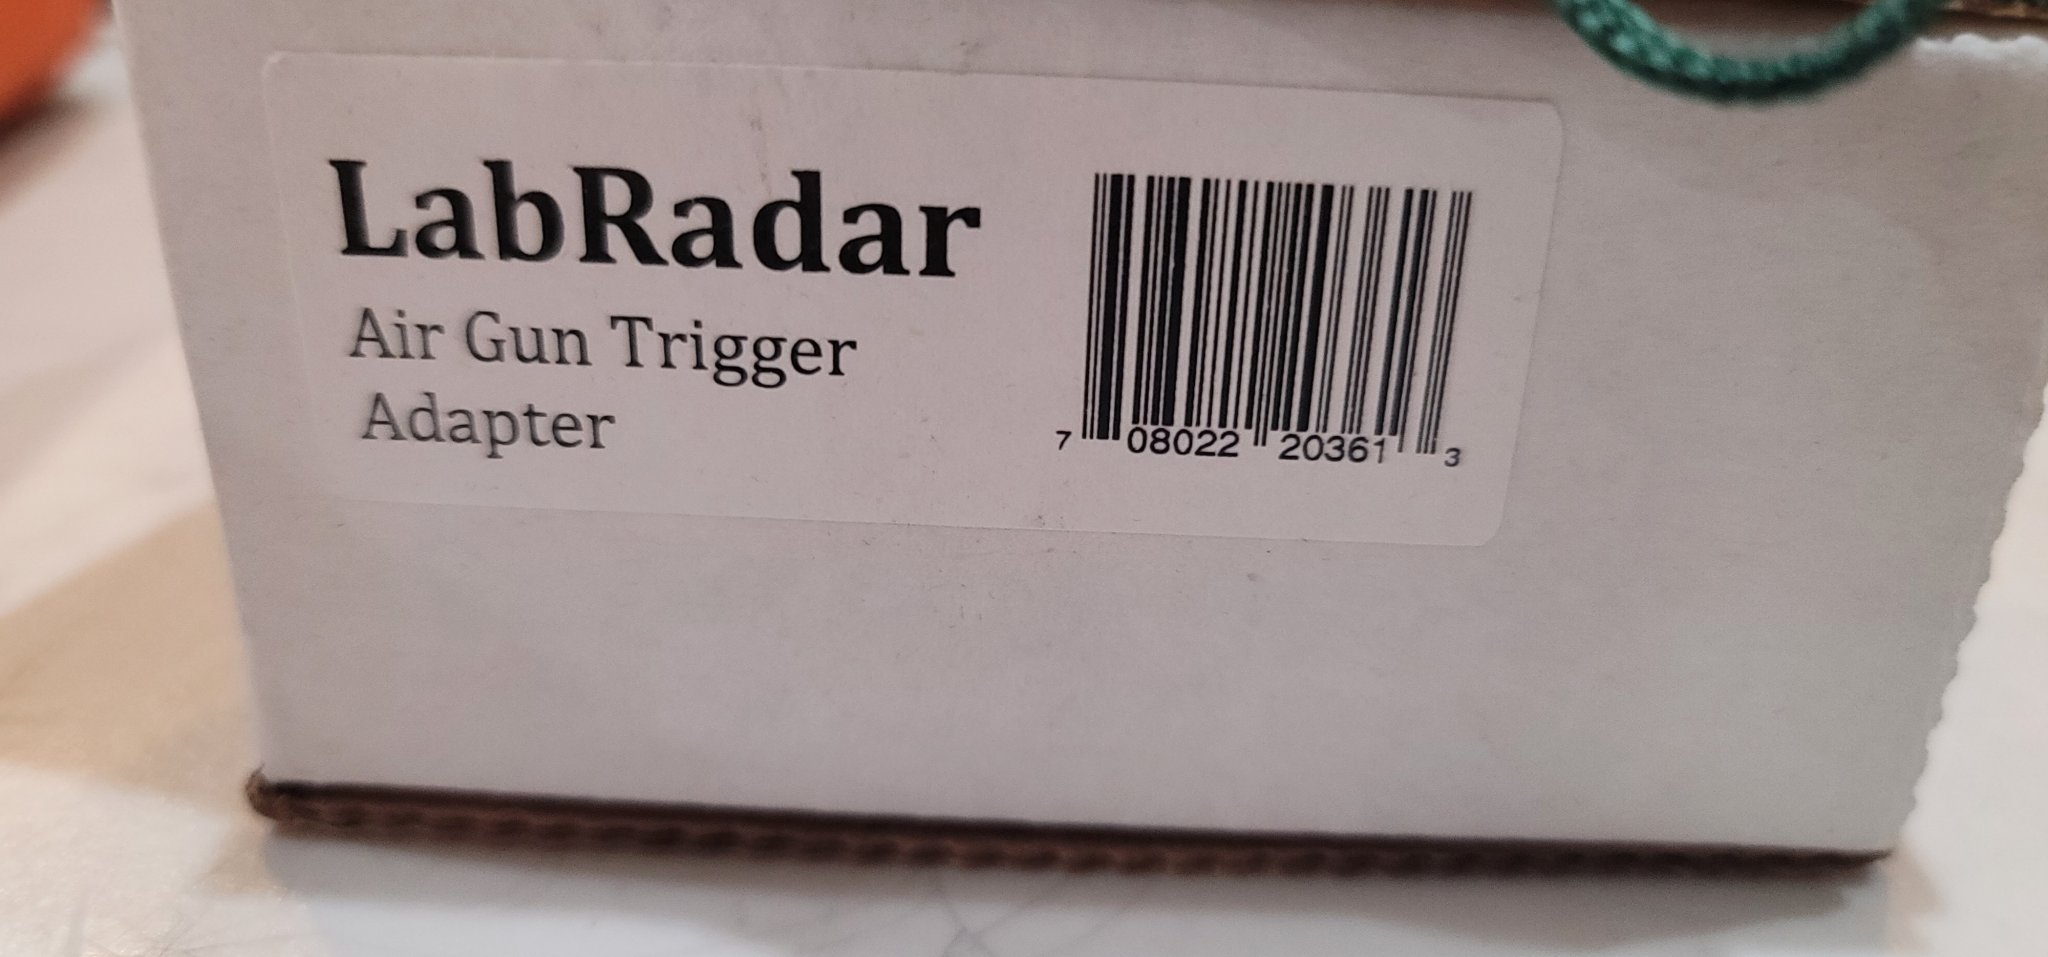 LabRadar
Air Gun Trigger
Adapter
7 08022 20361 3